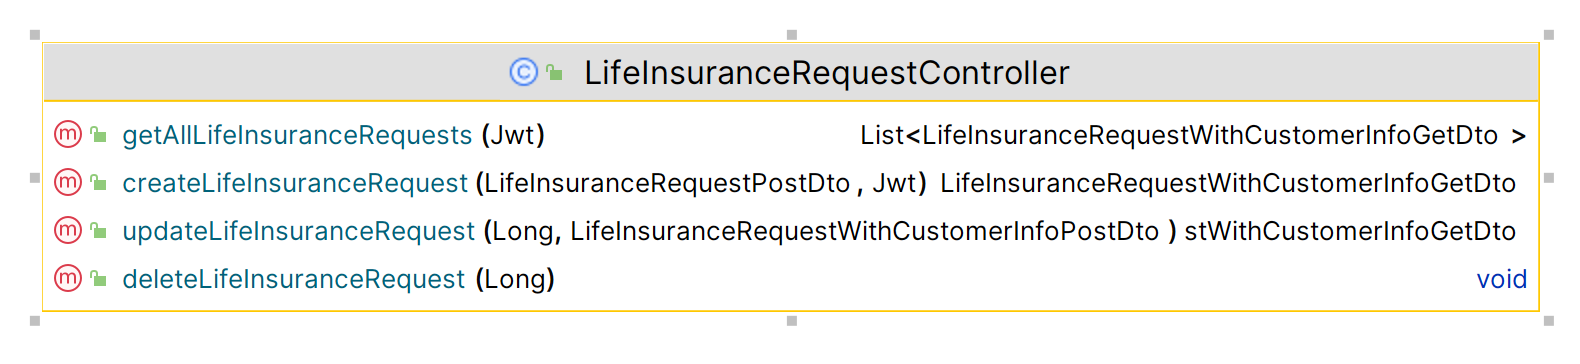 LifeInsuranceRequestController
getAllLifeInsuranceRequests (Jwt) List<LifeInsuranceRequestWithCustomerInfoGetDto >
createLifeInsuranceRequest (LifeInsuranceRequestPostDto , Jwt) LifeInsuranceRequestWithCustomerInfoGetDto
updateLifeInsuranceRequest (Long, LifeInsuranceRequestWithCustomerInfoPostDto ) stWithCustomerInfoGetDto
deleteLifeInsuranceRequest (Long) void